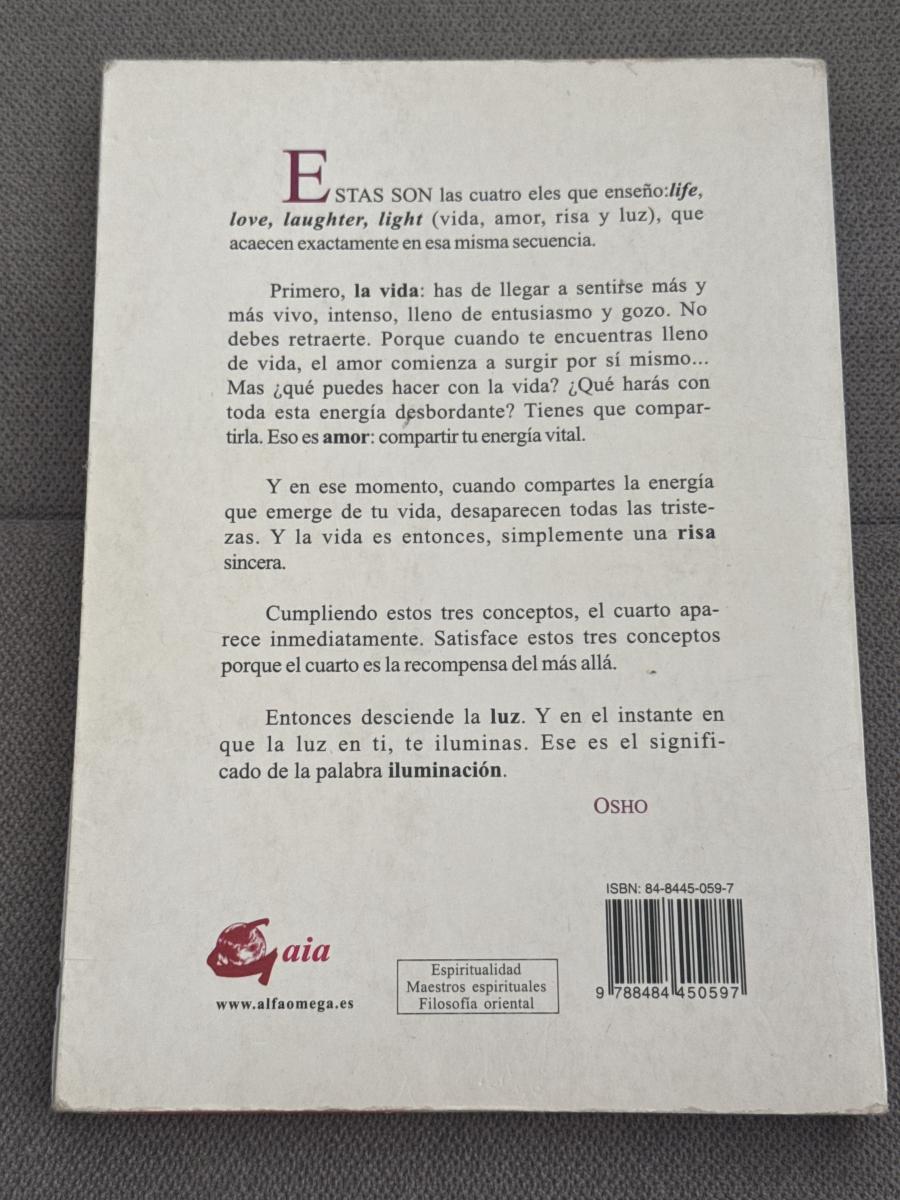 ESTAS SON las cuatro eles que enseño:life,
love, laughter, light (vida, amor, risa y luz), que
acaecen exactamente en esa misma secuencia.
Primero, la vida: has de llegar a sentirse más y
más vivo, intenso, lleno de entusiasmo y gozo. No
debes retraerte. Porque cuando te encuentras lleno
de vida, el amor comienza a surgir por sí mismo...
Mas ¿qué puedes hacer con la vida? ¿Qué harás con
toda esta energía desbordante? Tienes que compar-
tirla. Eso es amor: compartir tu energía vital.
Y en ese momento, cuando compartes la energía
que emerge de tu vida, desaparecen todas las triste-
zas. Y la vida es entonces, simplemente una risa
sincera.
Cumpliendo estos tres conceptos, el cuarto apa-
rece inmediatamente. Satisface estos tres conceptos
porque el cuarto es la recompensa del más allá.
Entonces desciende la luz. Y en el instante en
que la luz en ti, te iluminas. Ese es el signifi-
cado de la palabra iluminación.
OSHO
ISBN: 84-8445-059-7
9 788484 450597
Gaia
www.alfaomega.es
Espiritualidad
Maestros espirituales
Filosofía oriental